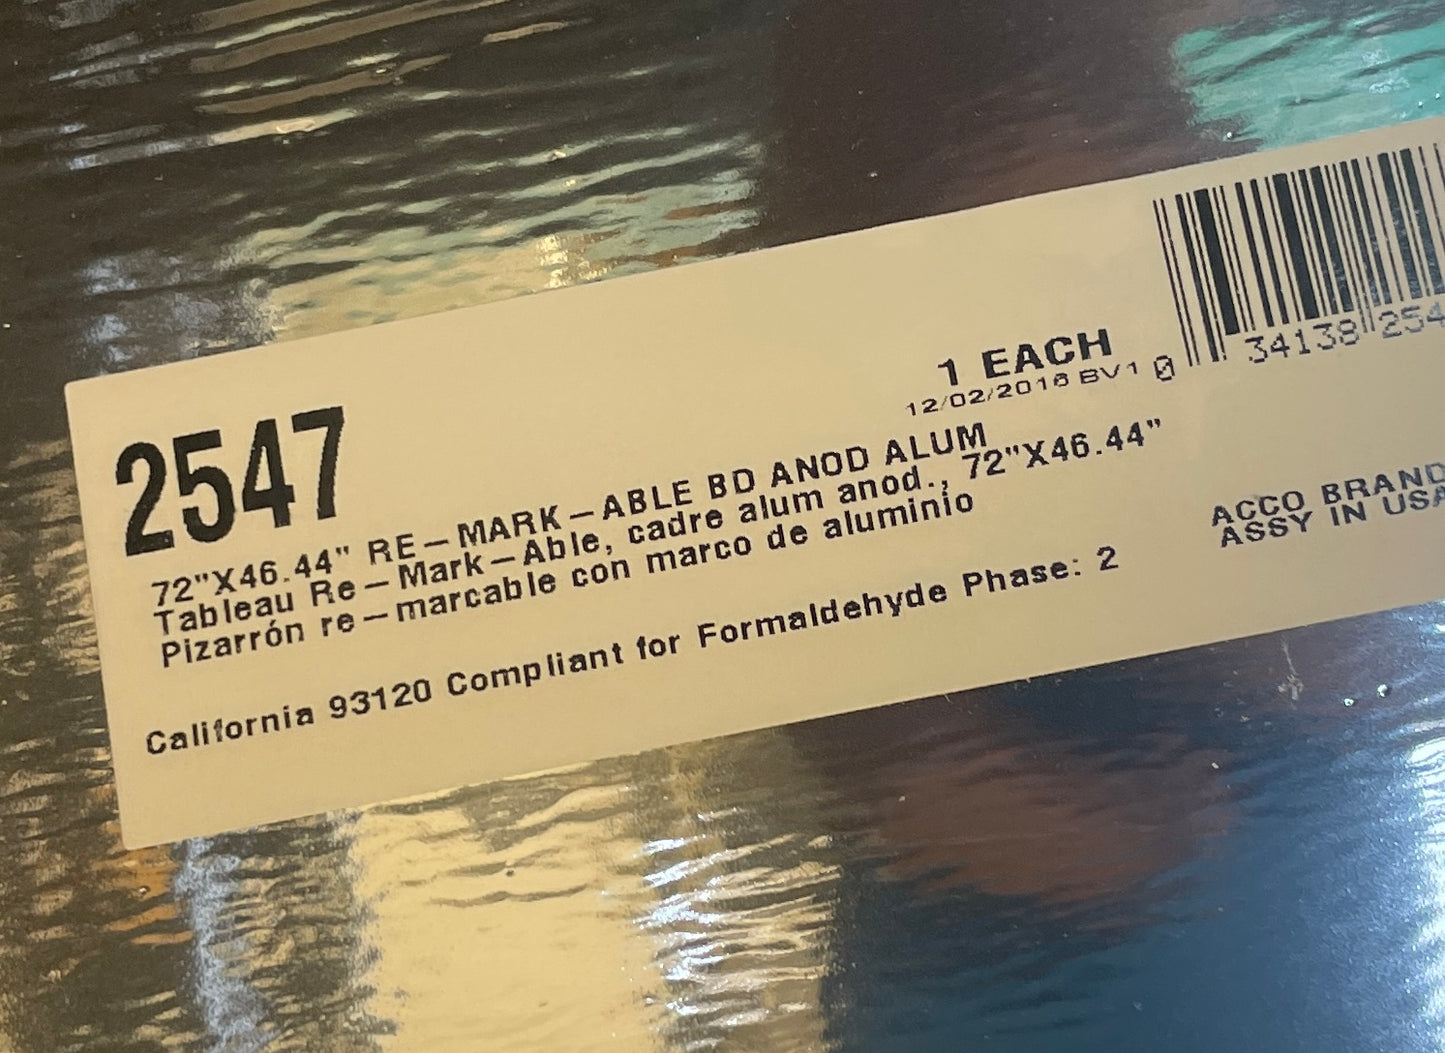 2547
1 EACH
12/02/2016 BV1
0 34138 254
72"X46.44" RE-MARK-ABLE BD ANOD ALUM
Tableau Re-Mark-Able, cadre alum anod., 72"X46.44"
Pizarrón re-marcable con marco de aluminio
ACCO BRAND
ASSY IN USA
California 93120 Compliant for Formaldehyde Phase: 2